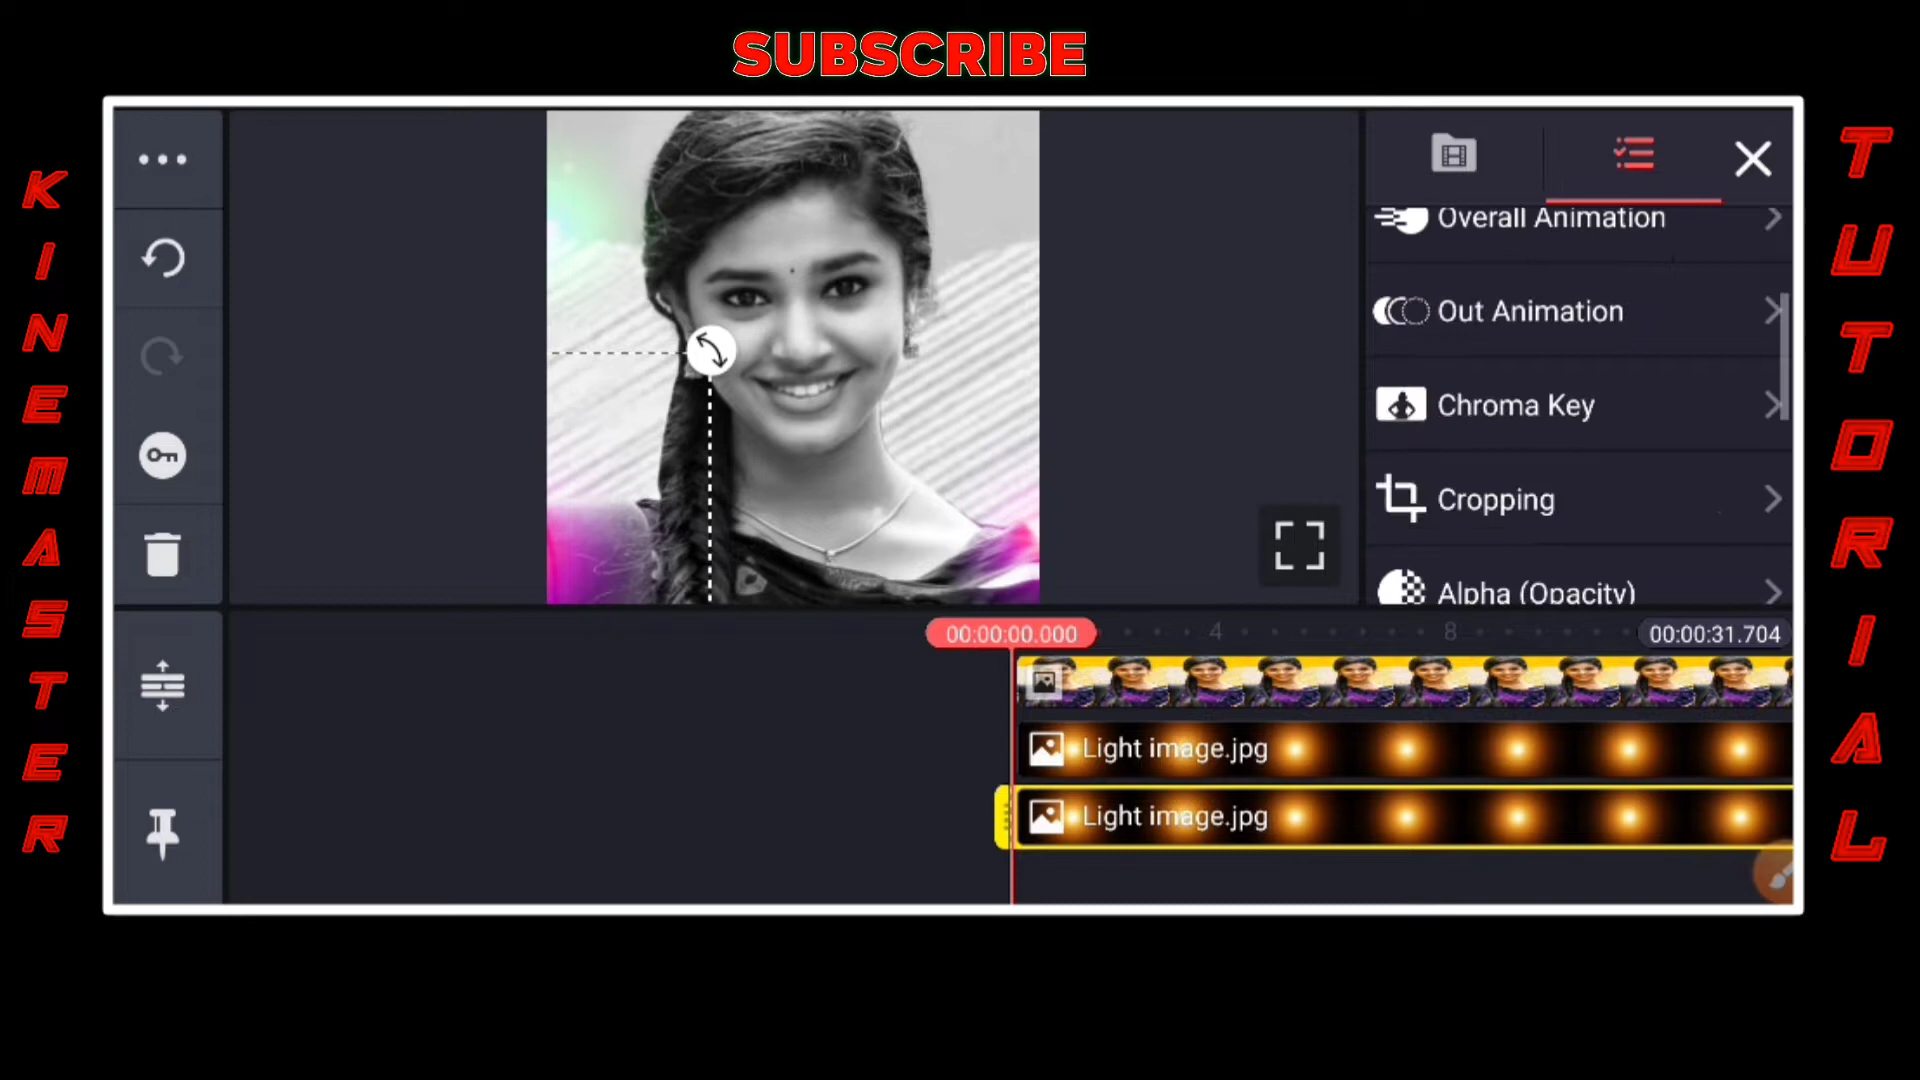 SUBSCRIBE
KINEMASTER
TUTORIAL
Overall Animation
Out Animation
Chroma Key
Cropping
Alpha (Opacity)
00:00:00.000
4
8
00:00:31.704
Light image.jpg
Light image.jpg